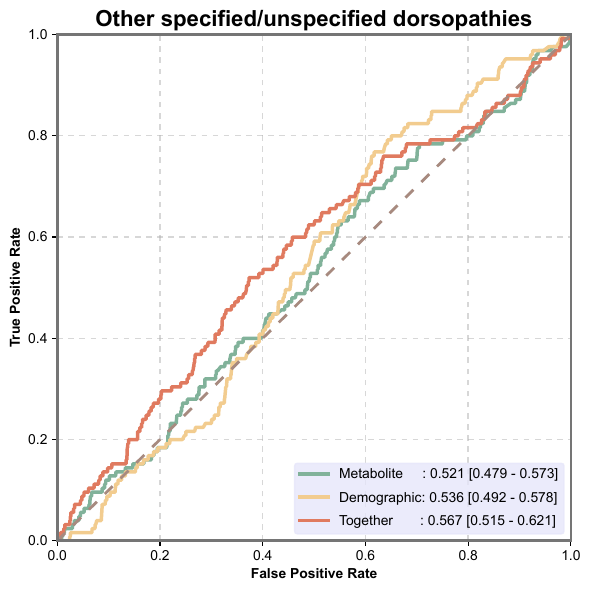 Other specified/unspecified dorsopathies
True Positive Rate
1.0
0.8
0.6
0.4
0.2
0.0
Metabolite : 0.521 [0.479 - 0.573]
Demographic: 0.536 [0.492 - 0.578]
Together : 0.567 [0.515 - 0.621]
0.0 0.2 0.4 0.6 0.8 1.0
False Positive Rate